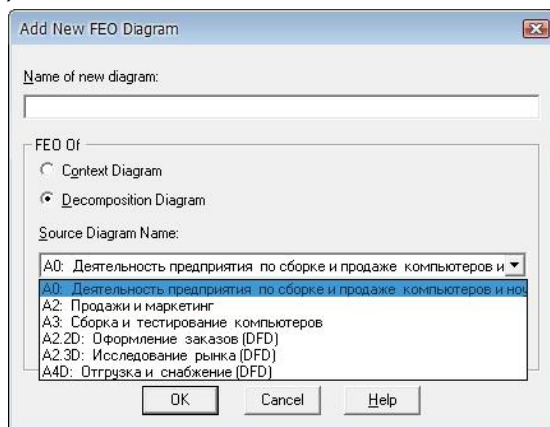 Add New FEO Diagram
Name of new diagram:
FEO Of
Context Diagram
Decomposition Diagram
Source Diagram Name:
A0: Деятельность предприятия по сборке и продаже компьютеров и
A0: Деятельность предприятия по сборке и продаже компьютеров и ноу
A2: Продажи и маркетинг
A3: Сборка и тестирование компьютеров
A2.2D: Оформление заказов (DFD)
A2.3D: Исследование рынка (DFD)
A4D: Отгрузка и снабжение (DFD)
OK Cancel Help